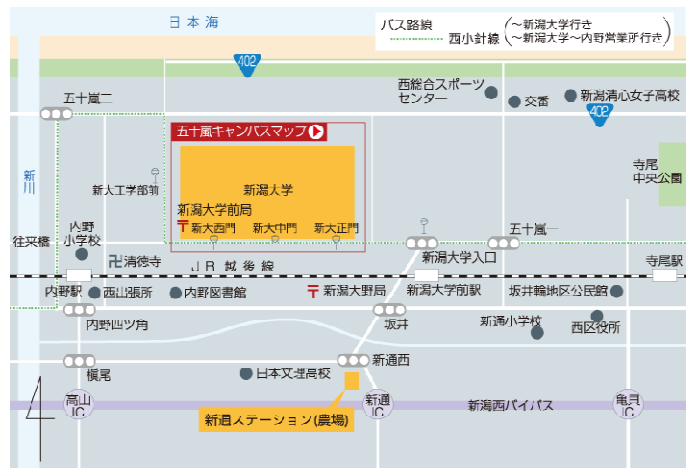 日本海
バス路線
西小針線
(～新潟大学行き
～新潟大学～内野営業所行き)
402
西総合スポーツ
センター
交番
新潟清心女子高校
402
五十嵐二
五十嵐キャンパスマップ
新川
新大工学部前
新潟大学
寺尾
中央公園
新潟大学前局
新大西門
新大中門
新大正門
内野
小学校
往来橋
清徳寺
JR越後線
新潟大学入口
五十嵐一
寺尾駅
内野駅
西出張所
内野図書館
新潟大野局
新潟大学前駅
坂井輪地区公民館
内野四ツ角
坂井
新通小学校
西区役所
槇尾
日本文理高校
新通西
高山
IC
新通ステーション(農場)
新通
IC
新潟西バイパス
亀貝
IC
4